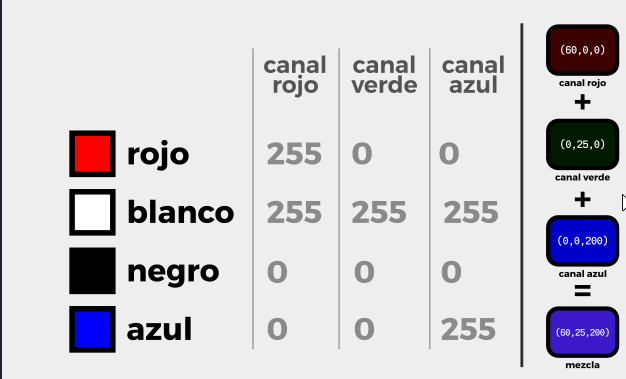 canal rojo canal verde canal azul
rojo 255 0 0
blanco 255 255 255
negro 0 0 0
azul 0 0 255
(60,0,0)
canal rojo
+
(0,25,0)
canal verde
+
(0,0,200)
canal azul
=
(60,25,200)
mezcla